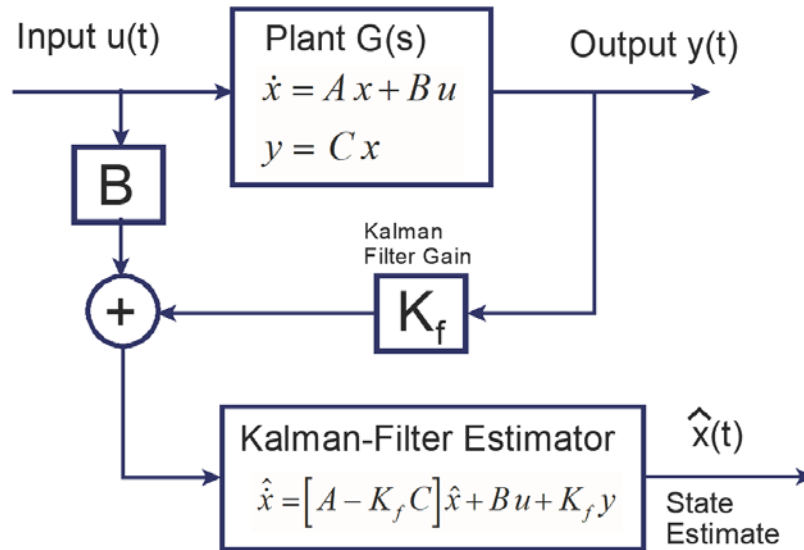 Input u(t)
Plant G(s)
Output y(t)
ẋ = A x + B u
y = C x
B
Kalman
Filter Gain
K_f
+
Kalman-Filter Estimator
x̂(t)
x̂̇ = [A − K_f C] x̂ + B u + K_f y
State
Estimate